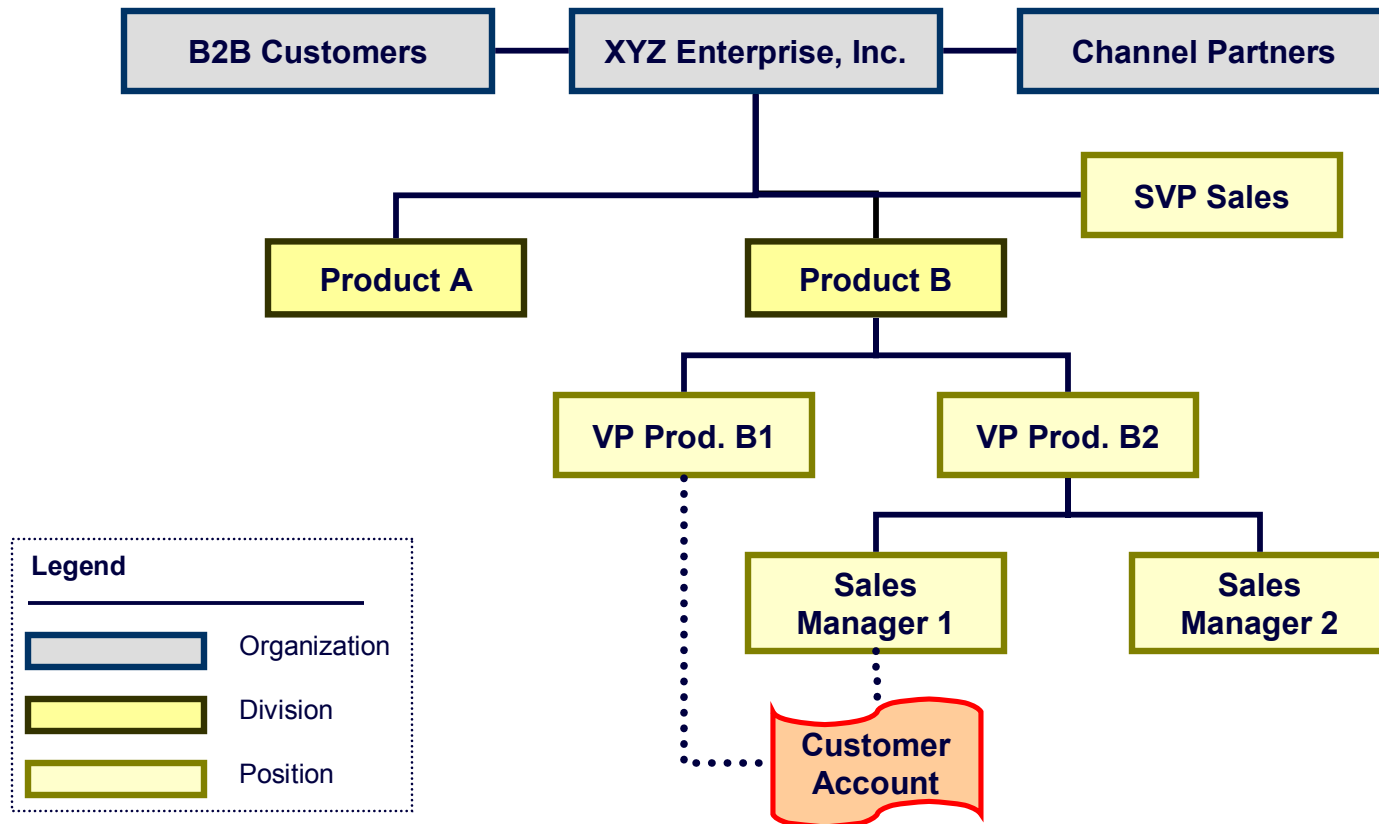 B2B Customers
XYZ Enterprise, Inc.
Channel Partners
SVP Sales
Product A
Product B
VP Prod. B1
VP Prod. B2
Sales
Manager 1
Sales
Manager 2
Customer
Account
Legend
Organization
Division
Position